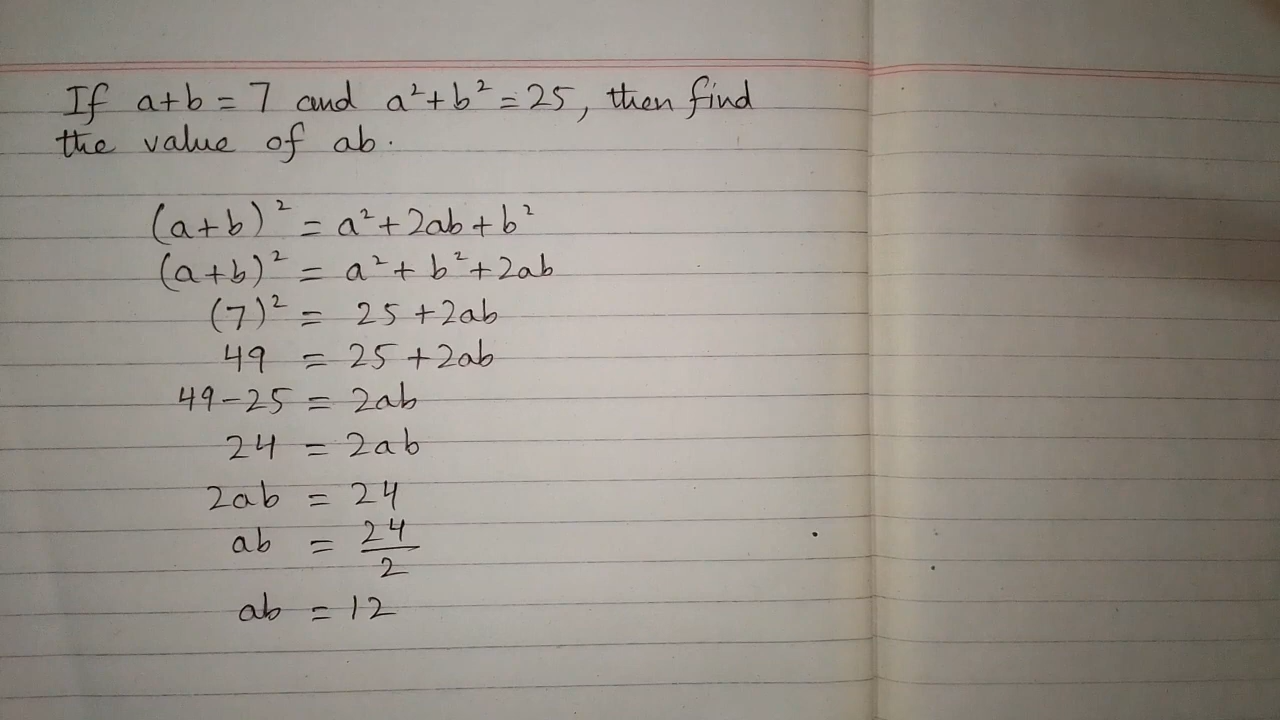 If a+b = 7 and a²+b² = 25, then find
the value of ab.
(a+b)² = a²+2ab+b²
(a+b)² = a²+b²+2ab
(7)² = 25+2ab
49 = 25+2ab
49-25 = 2ab
24 = 2ab
2ab = 24
ab = 24/2
ab = 12